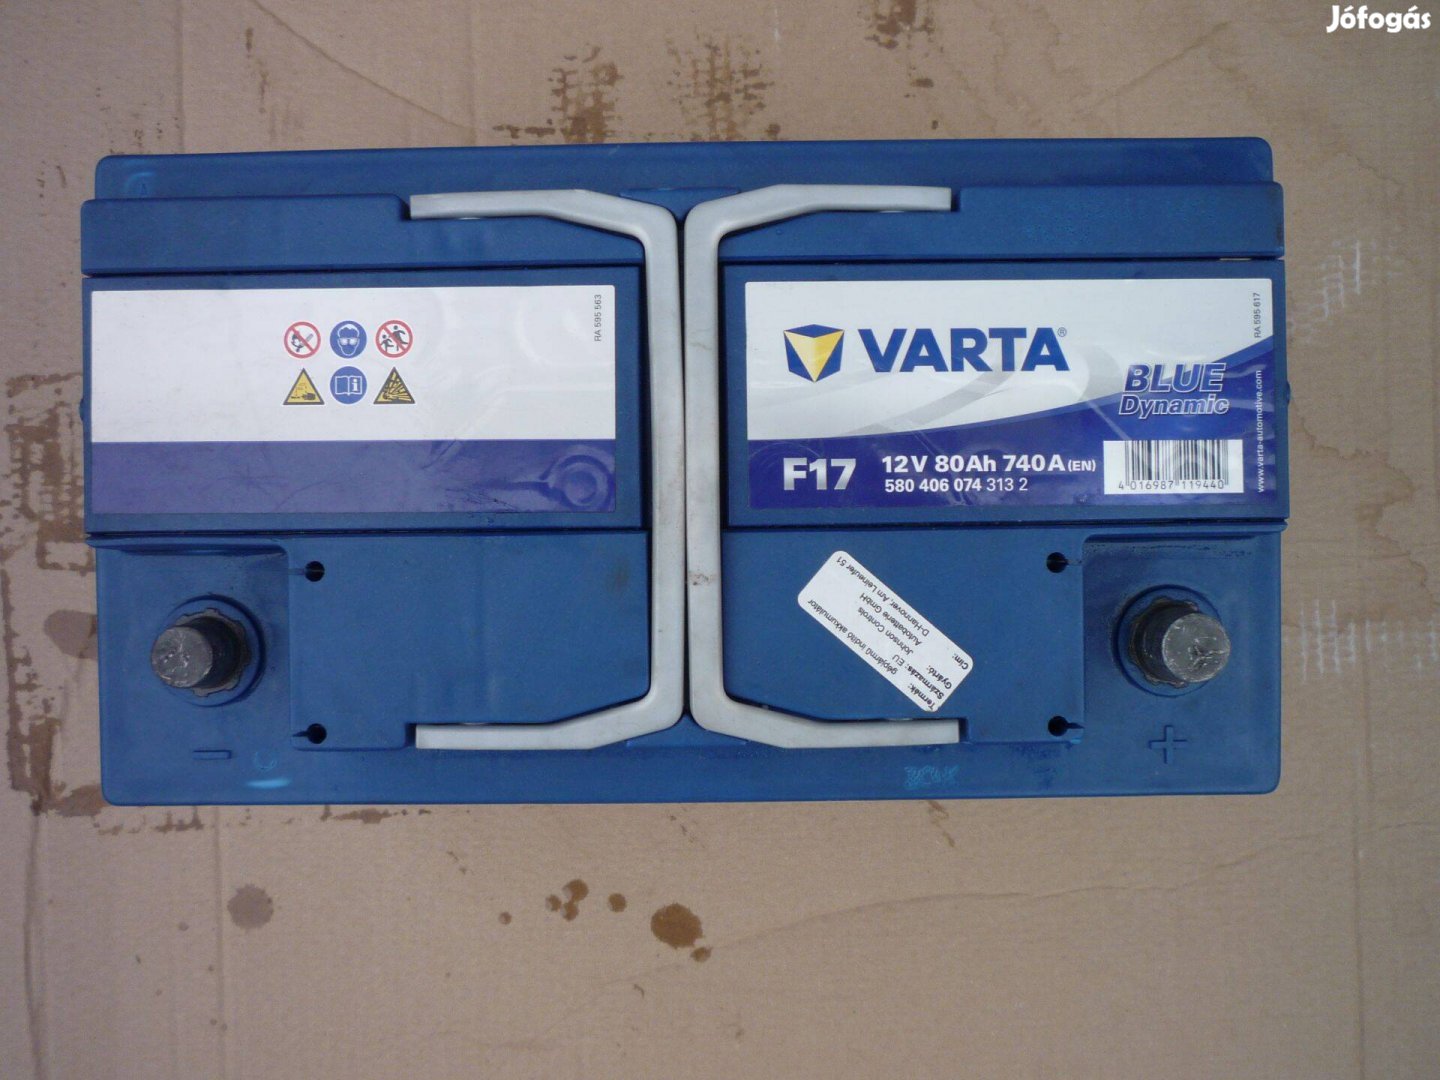 Jófogás
RA 595 563
RA 595 617
VARTA®
BLUE
Dynamic
www.varta-automotive.com
F17
12V 80Ah 740A (EN)
580 406 074 313 2
4 016987 119440
Termék: gépjármű indító akkumulátor
Származás: EU
Gyártó: Johnson Controls
Autobatterie GmbH
Cím: D-Hannover, Am Leineufer 51
− +